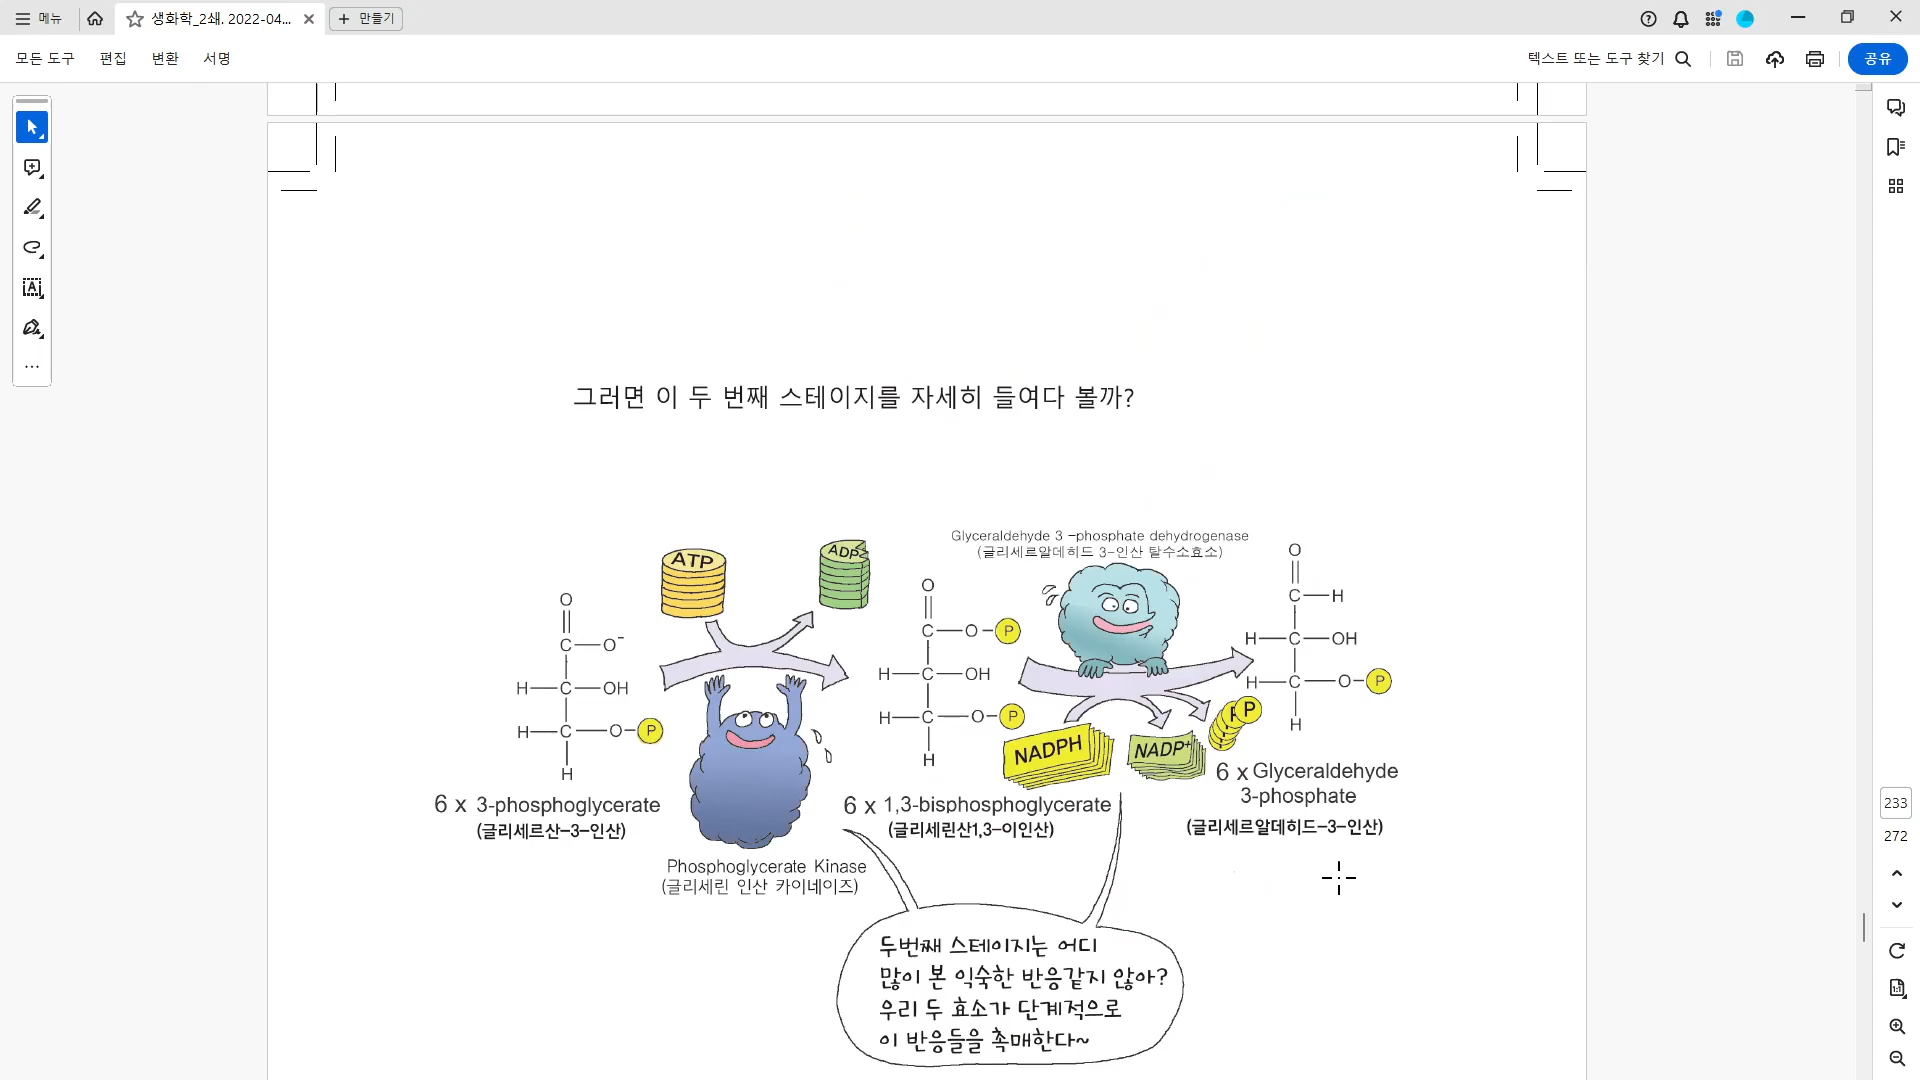 메뉴
생화학_2쇄. 2022-04...
만들기
모든 도구
편집
변환
서명
텍스트 또는 도구 찾기
공유
그러면 이 두 번째 스테이지를 자세히 들여다 볼까?
Glyceraldehyde 3 -phosphate dehydrogenase
(글리세르알데히드 3-인산 탈수소효소)
ATP
ADP
O
C
O⁻
H
C
OH
H
C
O
P
H
O
C
O
P
H
C
OH
H
C
O
P
H
O
C
H
H
C
OH
H
C
O
P
H
NADPH
NADP⁺
P
P
6 x 3-phosphoglycerate
(글리세르산-3-인산)
6 x 1,3-bisphosphoglycerate
(글리세린산1,3-이인산)
6 x Glyceraldehyde
3-phosphate
(글리세르알데히드-3-인산)
Phosphoglycerate Kinase
(글리세린 인산 카이네이즈)
두번째 스테이지는 어디
많이 본 익숙한 반응같지 않아?
우리 두 효소가 단계적으로
이 반응들을 촉매한다~
233
272